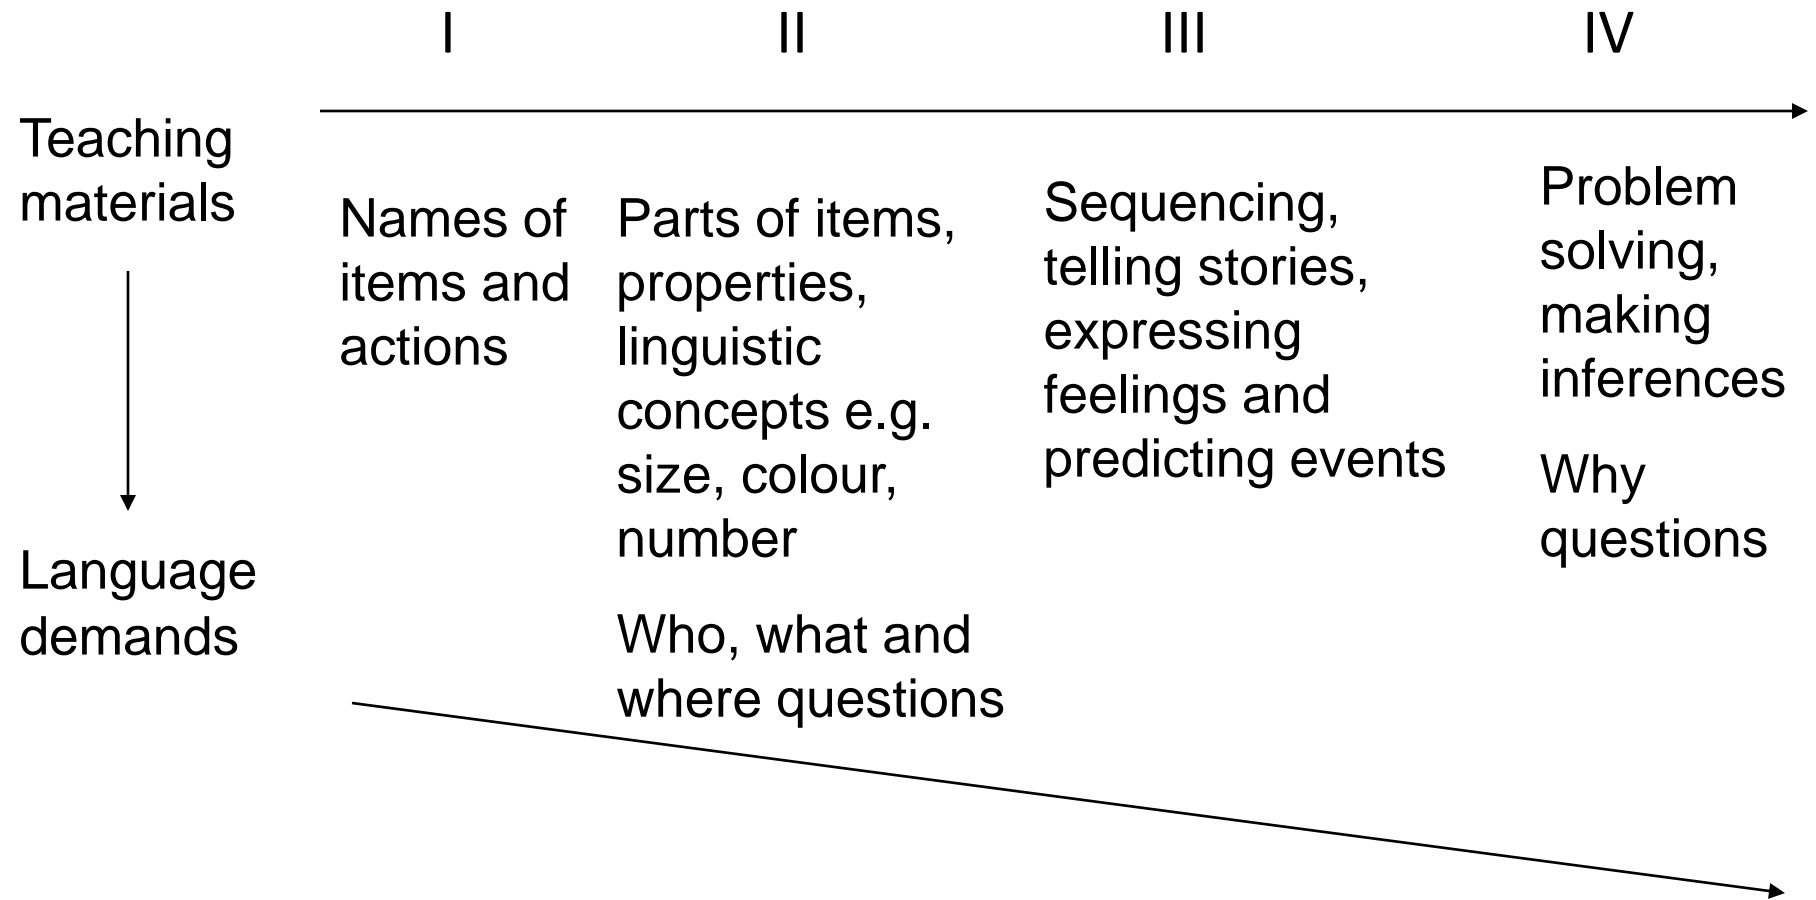 I II III IV
Teaching
materials
Language
demands
Names of
items and
actions
Parts of items,
properties,
linguistic
concepts e.g.
size, colour,
number
Who, what and
where questions
Sequencing,
telling stories,
expressing
feelings and
predicting events
Problem
solving,
making
inferences
Why
questions